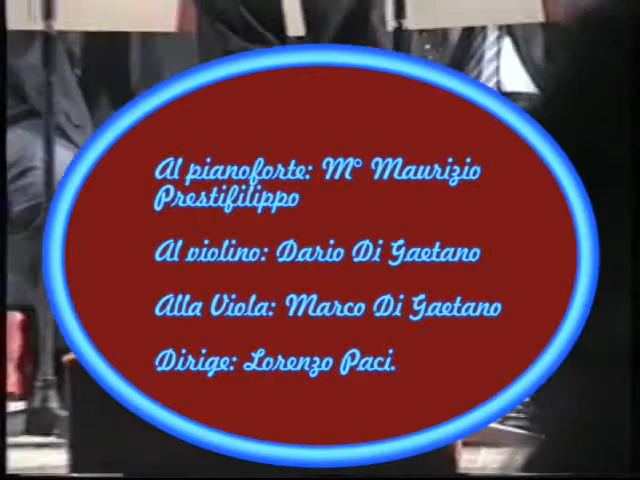 Al pianoforte: M° Maurizio
Prestifilippo
Al violino: Dario Di Gaetano
Alla Viola: Marco Di Gaetano
Dirige: Lorenzo Paci.